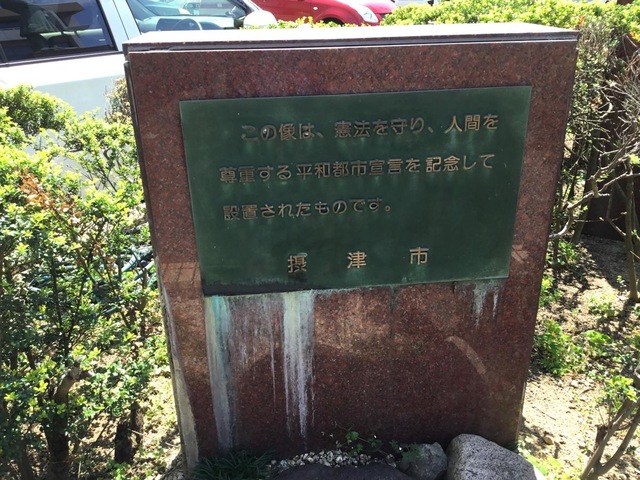 この像は、憲法を守り、人間を
尊重する平和都市宣言を記念して
設置されたものです。
摂津市